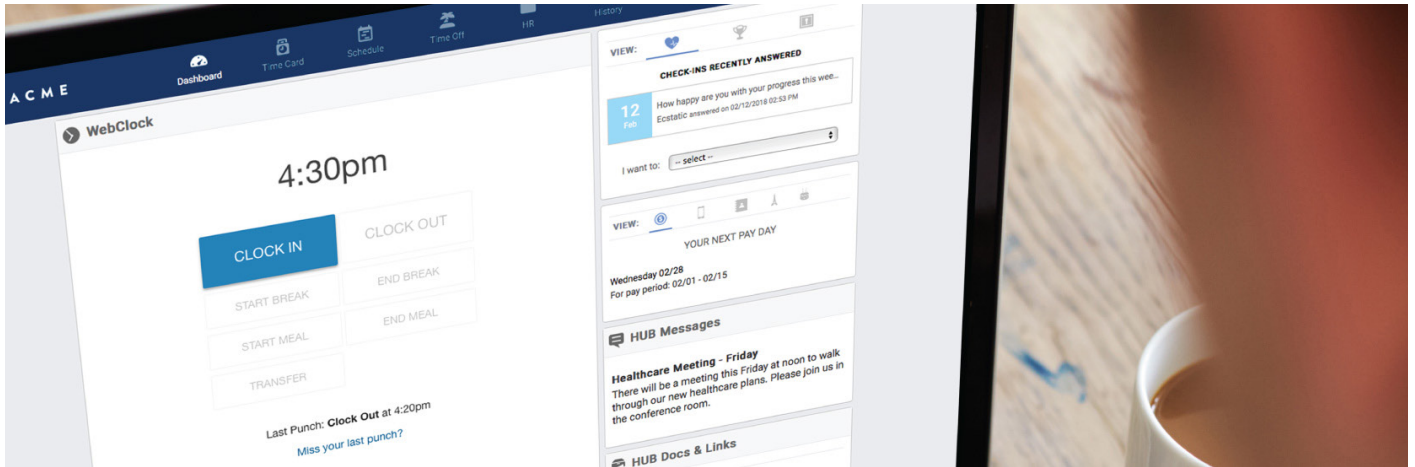 ACME
Dashboard
Time Card
Schedule
Time Off
HR
History
WebClock
4:30pm
CLOCK IN
CLOCK OUT
START BREAK
END BREAK
START MEAL
END MEAL
TRANSFER
Last Punch: Clock Out at 4:20pm
Miss your last punch?
VIEW:
CHECK-INS RECENTLY ANSWERED
12
Feb
How happy are you with your progress this wee..
Ecstatic answered on 02/12/2018 02:53 PM
I want to:
-- select --
VIEW:
YOUR NEXT PAY DAY
Wednesday 02/28
For pay period: 02/01 - 02/15
HUB Messages
Healthcare Meeting - Friday
There will be a meeting this Friday at noon to walk
through our new healthcare plans. Please join us in
the conference room.
HUB Docs & Links